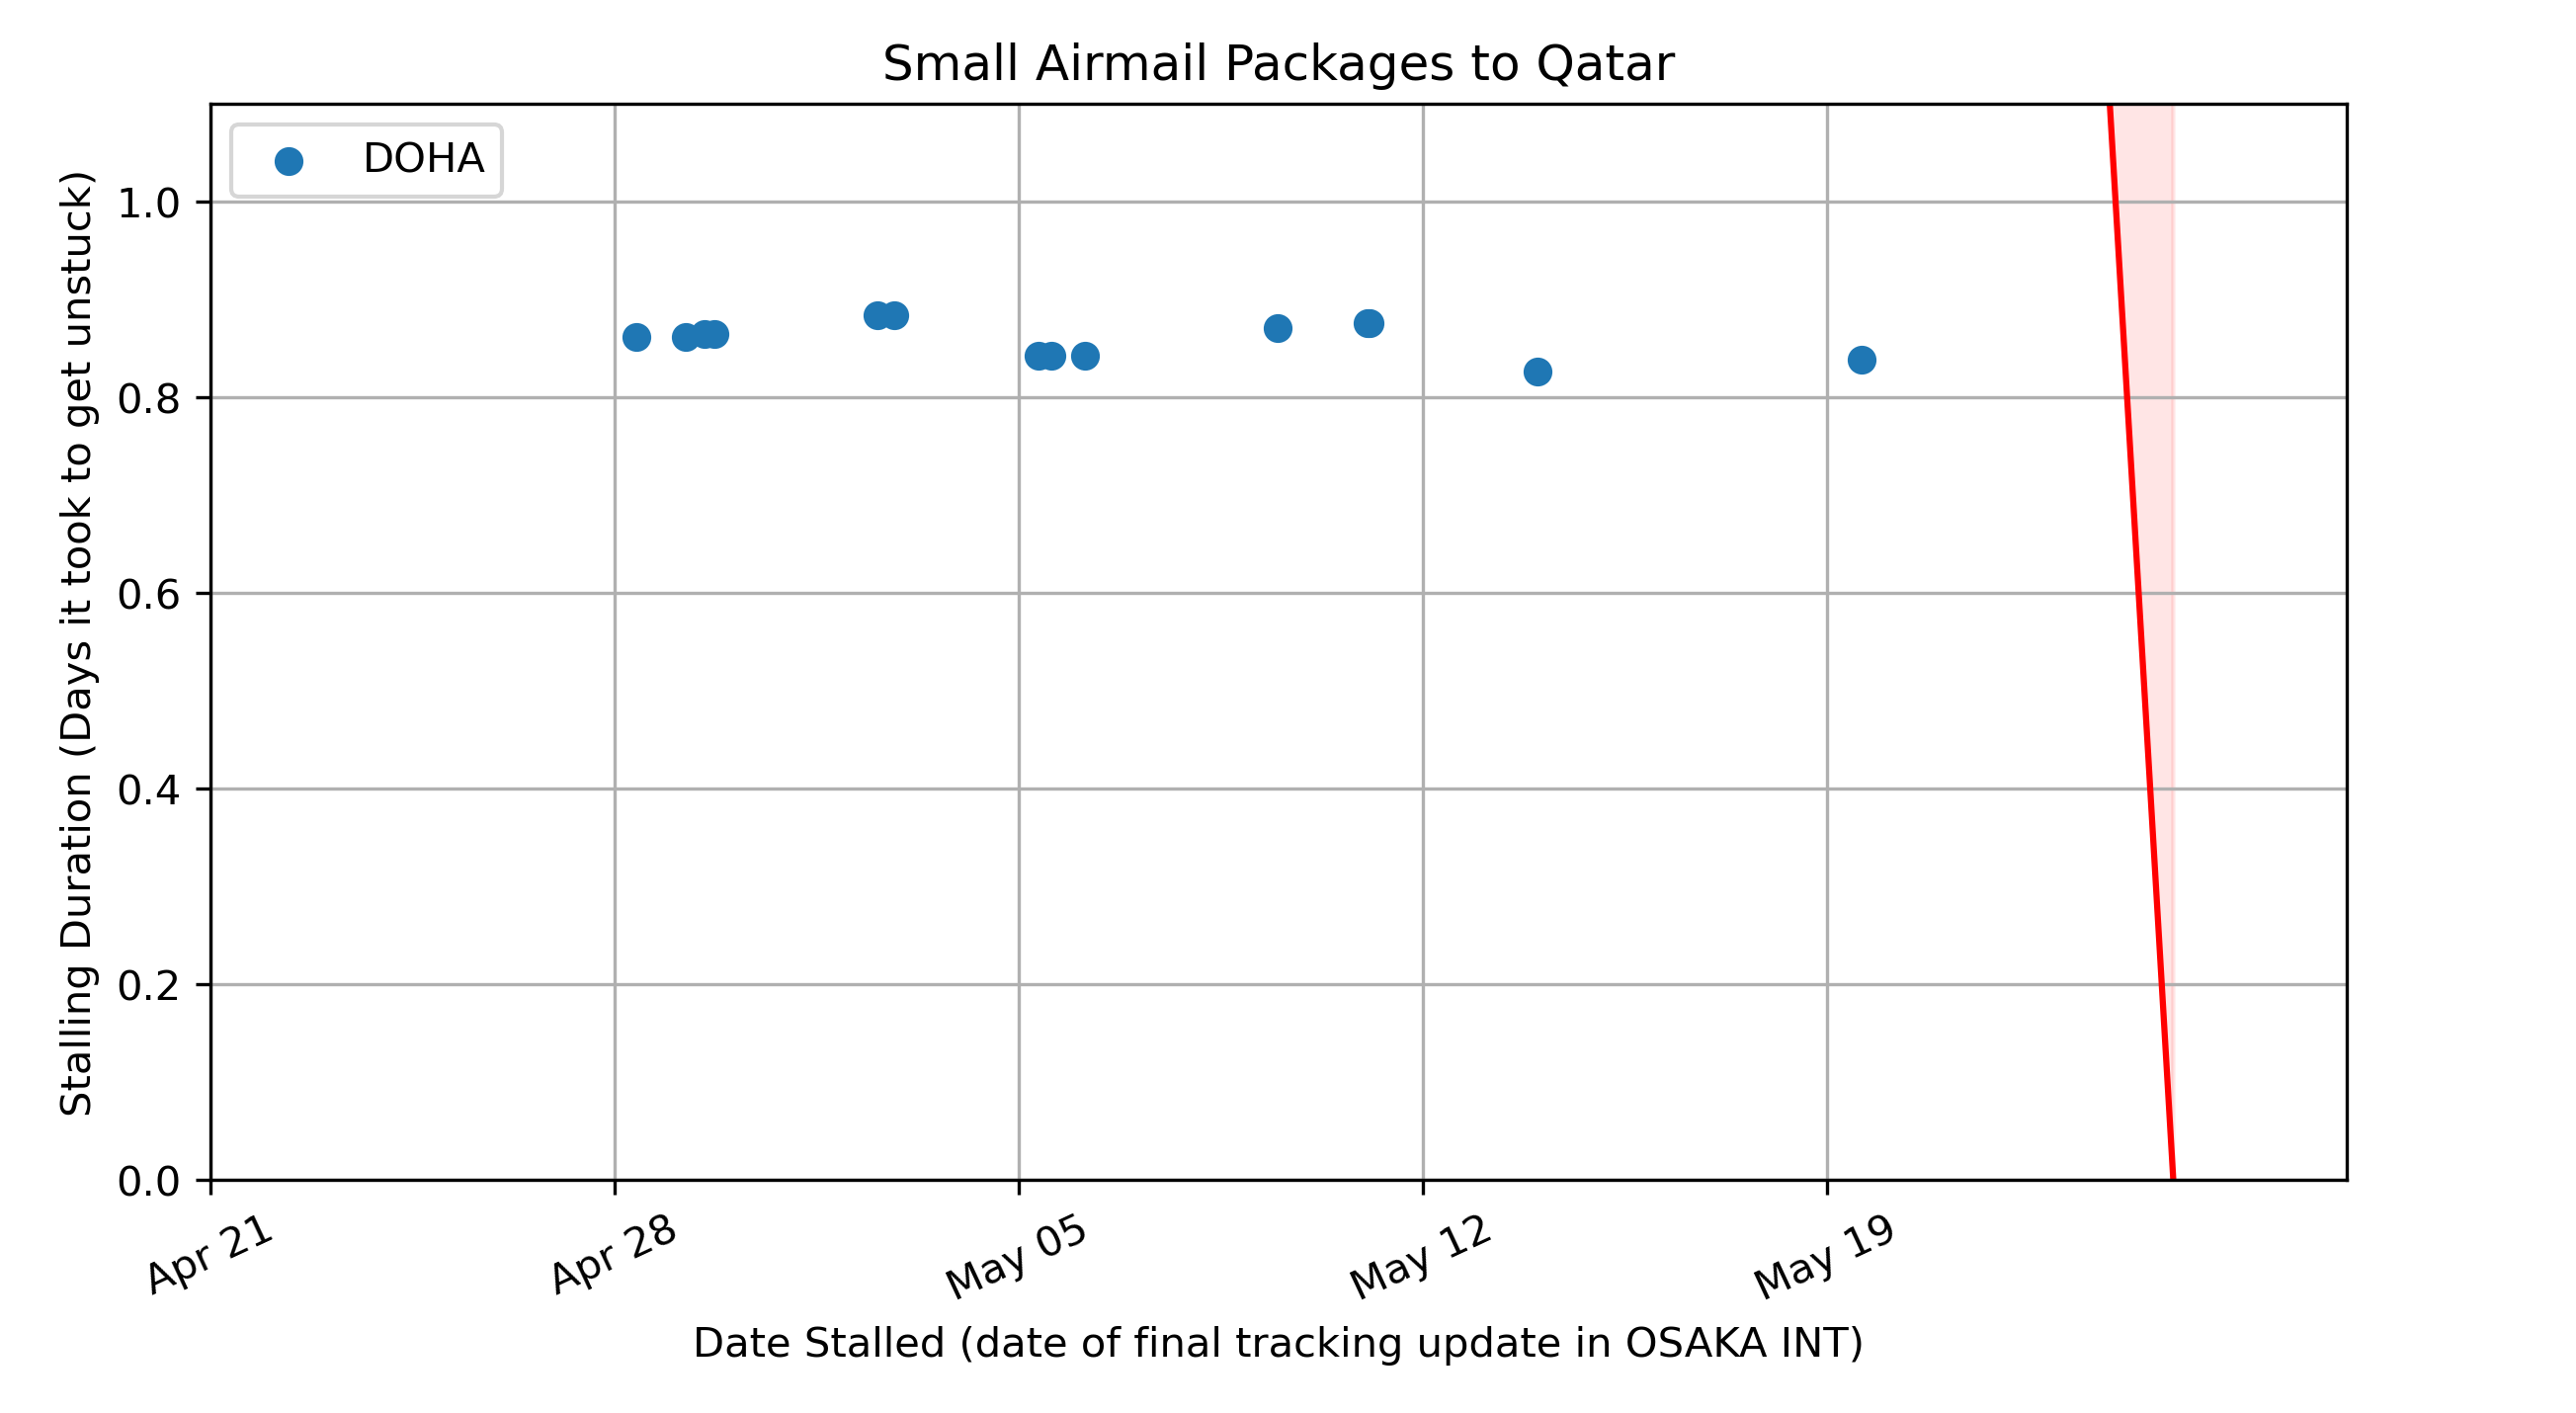 Small Airmail Packages to Qatar
DOHA
Stalling Duration (Days it took to get unstuck)
1.0
0.8
0.6
0.4
0.2
0.0
Apr 21
Apr 28
May 05
May 12
May 19
Date Stalled (date of final tracking update in OSAKA INT)